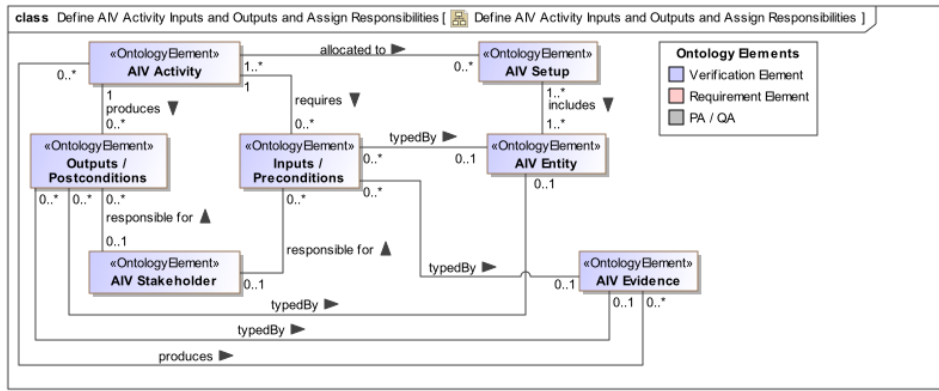 class Define AIV Activity Inputs and Outputs and Assign Responsibilities [ Define AIV Activity Inputs and Outputs and Assign Responsibilities ]
«OntologyElement»
AIV Activity
0..*
1
1..*
1
allocated to
0..*
«OntologyElement»
AIV Setup
Ontology Elements
Verification Element
Requirement Element
PA / QA
produces
0..*
requires
0..*
1..*
includes
1..*
«OntologyElement»
Outputs /
Postconditions
«OntologyElement»
Inputs /
Preconditions
0..*
typedBy
0..1
«OntologyElement»
AIV Entity
0..1
0..*
0..*
0..*
0..*
0..*
responsible for
0..1
responsible for
0..1
«OntologyElement»
AIV Stakeholder
typedBy
0..1
«OntologyElement»
AIV Evidence
0..1
0..*
typedBy
typedBy
produces